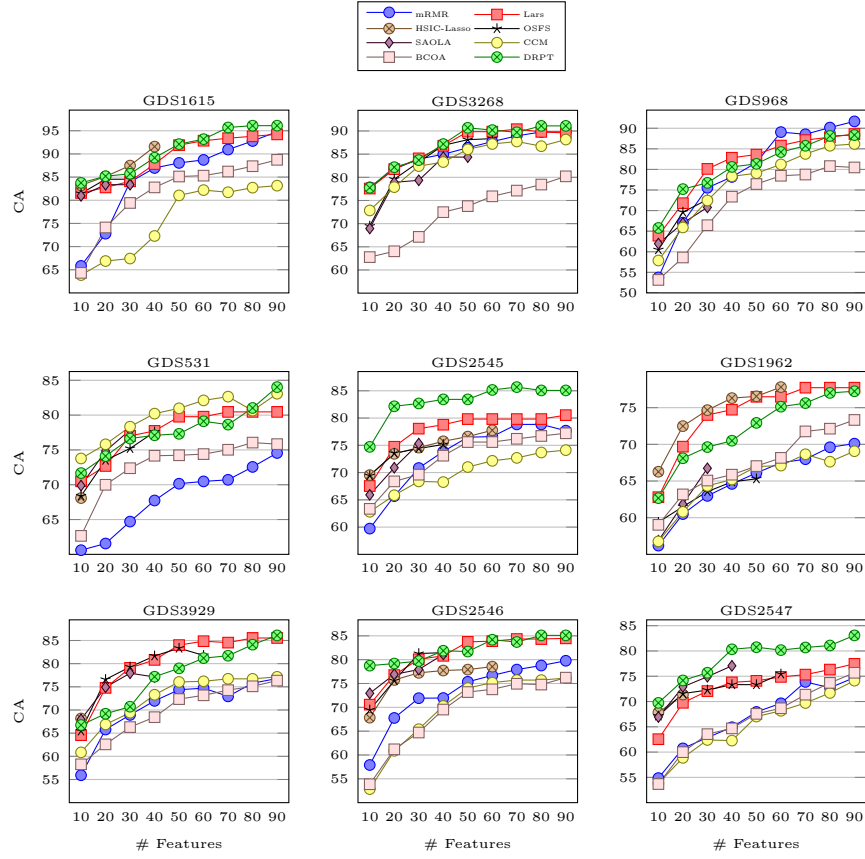 mRMR Lars
HSIC-Lasso OSFS
SAOLA CCM
BCOA DRPT
GDS1615 GDS3268 GDS968
CA
95
90
85
80
75
70
65
10 20 30 40 50 60 70 80 90
90
85
80
75
70
65
60
10 20 30 40 50 60 70 80 90
90
85
80
75
70
65
60
55
50
10 20 30 40 50 60 70 80 90
GDS531 GDS2545 GDS1962
CA
85
80
75
70
65
10 20 30 40 50 60 70 80 90
85
80
75
70
65
60
10 20 30 40 50 60 70 80 90
75
70
65
60
10 20 30 40 50 60 70 80 90
GDS3929 GDS2546 GDS2547
CA
85
80
75
70
65
60
55
10 20 30 40 50 60 70 80 90
85
80
75
70
65
60
55
10 20 30 40 50 60 70 80 90
85
80
75
70
65
60
55
10 20 30 40 50 60 70 80 90
# Features # Features # Features